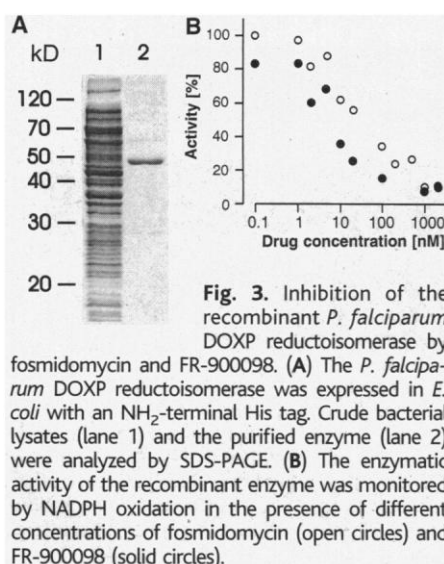 A
kD
1
2
120
70
50
40
30
20
B
Activity [%]
100
80
60
40
20
0
0.1
1
10
100
1000
Drug concentration [nM]
Fig. 3. Inhibition of the
recombinant P. falciparum
DOXP reductoisomerase by
fosmidomycin and FR-900098. (A) The P. falcipa-
rum DOXP reductoisomerase was expressed in E.
coli with an NH2-terminal His tag. Crude bacterial
lysates (lane 1) and the purified enzyme (lane 2)
were analyzed by SDS-PAGE. (B) The enzymatic
activity of the recombinant enzyme was monitored
by NADPH oxidation in the presence of different
concentrations of fosmidomycin (open circles) and
FR-900098 (solid circles).